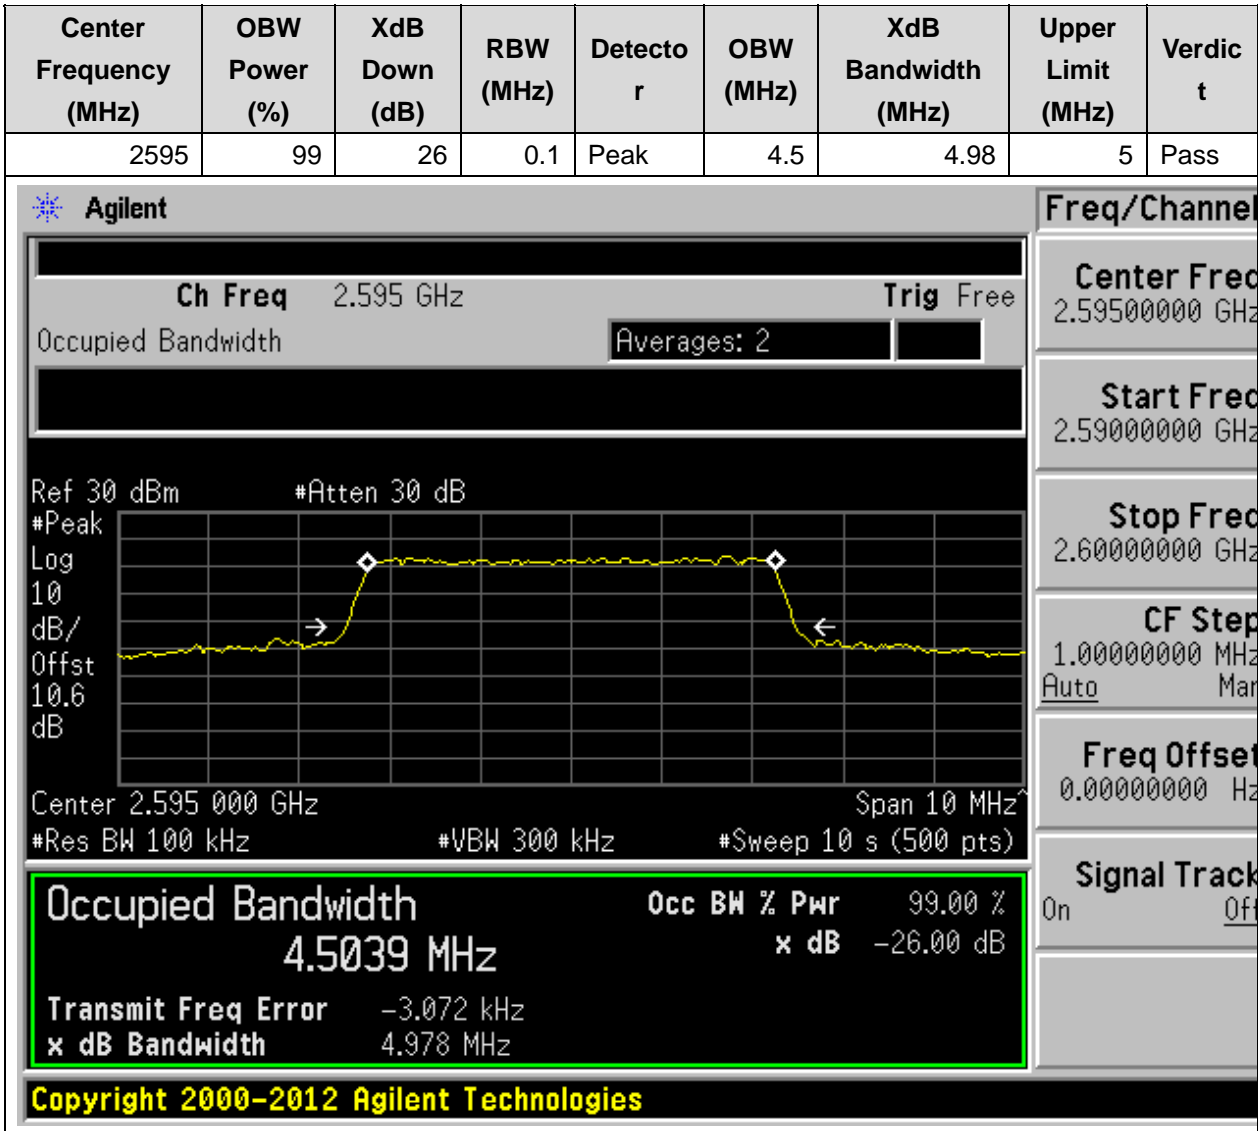 Center Frequency (MHz) OBW Power (%) XdB Down (dB) RBW (MHz) Detecto r OBW (MHz) XdB Bandwidth (MHz) Upper Limit (MHz) Verdic t
2595 99 26 0.1 Peak 4.5 4.98 5 Pass
Agilent
Freq/Channel
Ch Freq 2.595 GHz Trig Free
Occupied Bandwidth Averages: 2
Center Freq
2.59500000 GHz
Start Freq
2.59000000 GHz
Stop Freq
2.60000000 GHz
CF Step
1.00000000 MHz
Auto Man
Freq Offset
0.00000000 Hz
Signal Track
On Off
Ref 30 dBm #Atten 30 dB
#Peak
Log
10
dB/
Offst
10.6
dB
Center 2.595 000 GHz Span 10 MHz^
#Res BW 100 kHz #VBW 300 kHz #Sweep 10 s (500 pts)
Occupied Bandwidth
4.5039 MHz
Occ BW % Pwr 99.00 %
x dB -26.00 dB
Transmit Freq Error -3.072 kHz
x dB Bandwidth 4.978 MHz
Copyright 2000-2012 Agilent Technologies